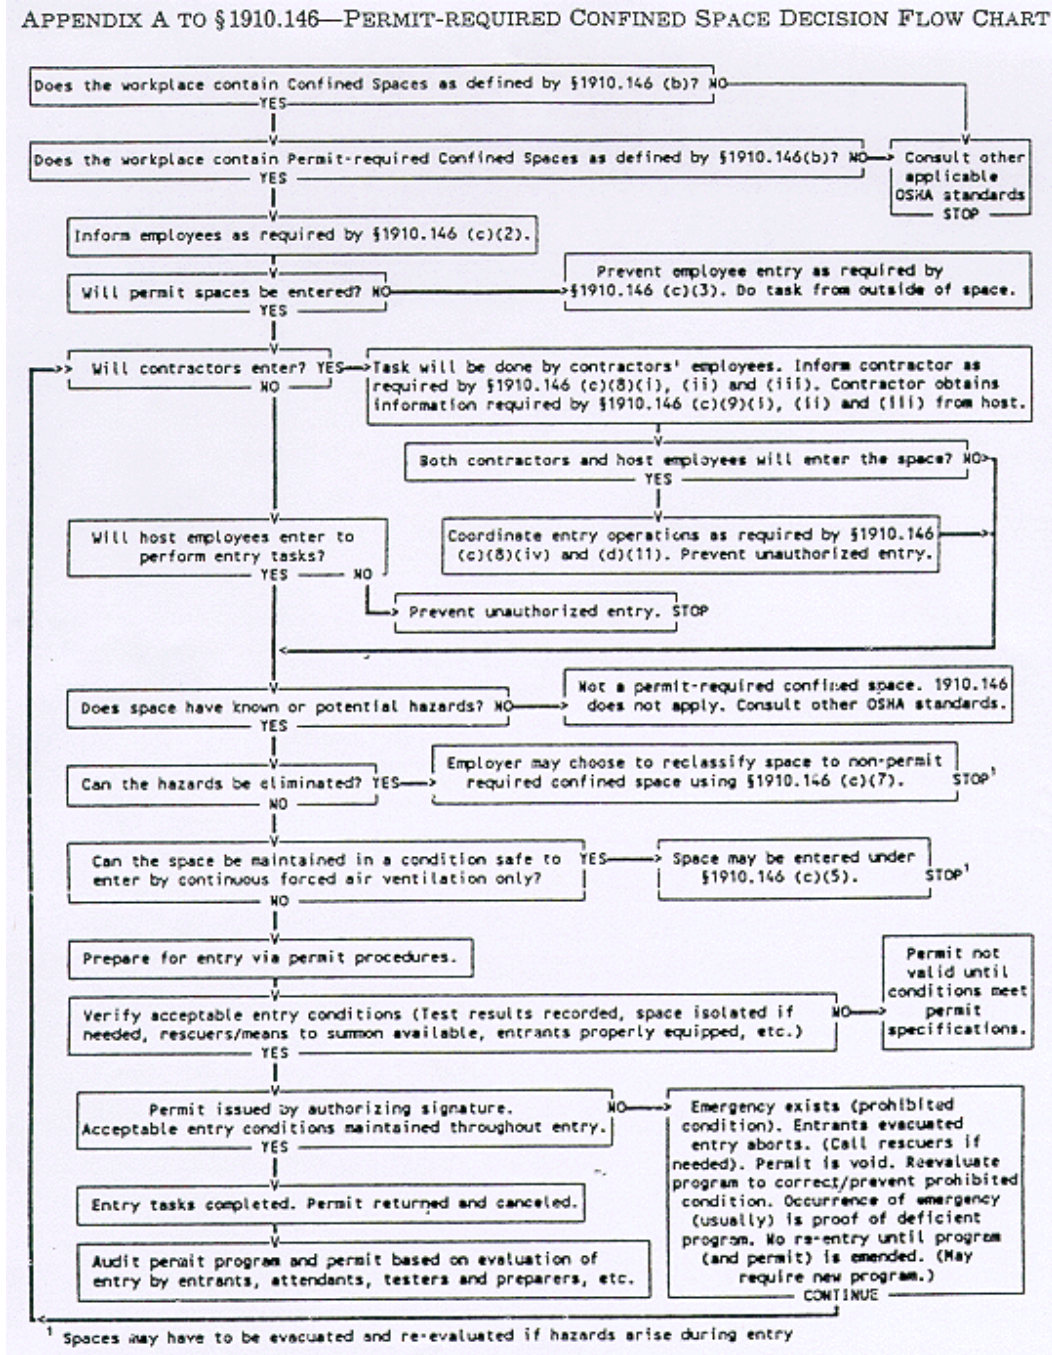 APPENDIX A TO §1910.146—PERMIT-REQUIRED CONFINED SPACE DECISION FLOW CHART
Does the workplace contain Confined Spaces as defined by §1910.146 (b)? NO
YES
Does the workplace contain Permit-required Confined Spaces as defined by §1910.146(b)? NO
YES
Consult other
applicable
OSHA standards
STOP
Inform employees as required by §1910.146 (c)(2).
Will permit spaces be entered? NO
YES
Prevent employee entry as required by
§1910.146 (c)(3). Do task from outside of space.
Will contractors enter? YES
NO
Task will be done by contractors' employees. Inform contractor as
required by §1910.146 (c)(8)(i), (ii) and (iii). Contractor obtains
information required by §1910.146 (c)(9)(i), (ii) and (iii) from host.
Both contractors and host employees will enter the space? NO
YES
Will host employees enter to
perform entry tasks?
YES NO
Coordinate entry operations as required by §1910.146
(c)(8)(iv) and (d)(11). Prevent unauthorized entry.
Prevent unauthorized entry. STOP
Does space have known or potential hazards? NO
YES
Not a permit-required confined space. 1910.146
does not apply. Consult other OSHA standards.
Can the hazards be eliminated? YES
NO
Employer may choose to reclassify space to non-permit
required confined space using §1910.146 (c)(7).
STOP¹
Can the space be maintained in a condition safe to
enter by continuous forced air ventilation only?
YES
NO
Space may be entered under
§1910.146 (c)(5).
STOP¹
Prepare for entry via permit procedures.
Verify acceptable entry conditions (Test results recorded, space isolated if
needed, rescuers/means to summon available, entrants properly equipped, etc.)
NO
YES
Permit not
valid until
conditions meet
permit
specifications.
Permit issued by authorizing signature.
Acceptable entry conditions maintained throughout entry.
NO
YES
Emergency exists (prohibited
condition). Entrants evacuated
entry aborts. (Call rescuers if
needed). Permit is void. Reevaluate
program to correct/prevent prohibited
condition. Occurrence of emergency
(usually) is proof of deficient
program. No re-entry until program
(and permit) is amended. (May
require new program.)
CONTINUE
Entry tasks completed. Permit returned and canceled.
Audit permit program and permit based on evaluation of
entry by entrants, attendants, testers and preparers, etc.
¹ Spaces may have to be evacuated and re-evaluated if hazards arise during entry